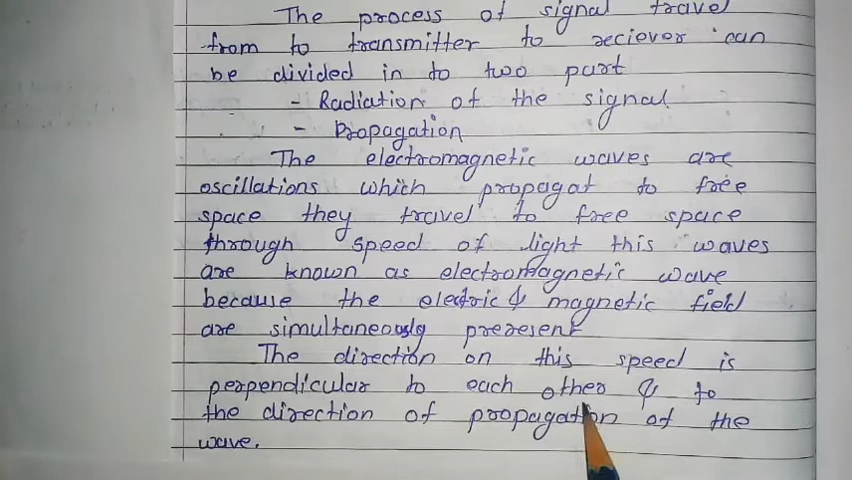 The process of signal travel
from to transmitter to reciever can
be divided in to two part
- Radiation of the signal
- Propagation
The electromagnetic waves are
oscillations which propagat to free
space they travel to free space
through speed of light this waves
are known as electromagnetic wave
because the electric & magnetic field
are simultaneously preresent
The direction on this speed is
perpendicular to each other & to
the direction of propagation of the
wave.